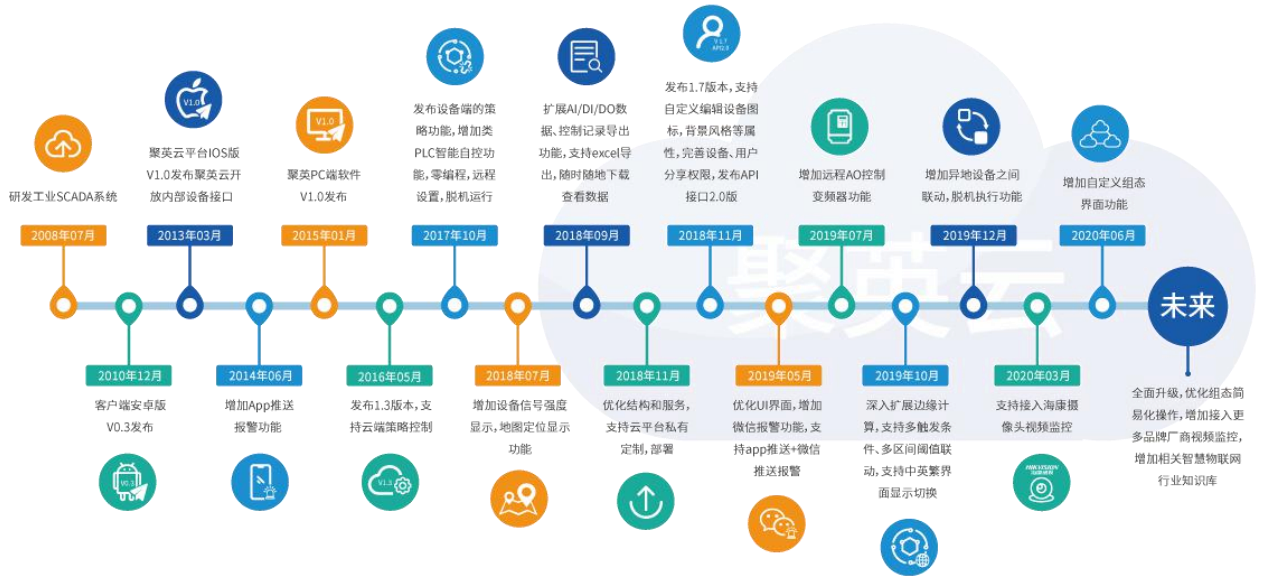 研发工业SCADA系统
2008年07月
V1.0
聚英云平台IOS版
V1.0发布聚英云开
放内部设备接口
2013年03月
V1.0
聚英PC端软件
V1.0发布
2015年01月
发布设备端的策
略功能，增加类
PLC智能自控功
能，零编程，远程
设置，脱机运行
2017年10月
扩展AI/DI/DO数
据、控制记录导出
功能，支持excel导
出，随时随地下载
查看数据
2018年09月
V1.7
API2.0
发布1.7版本，支持
自定义编辑设备图
标，背景风格等属
性，完善设备、用户
分享权限，发布API
接口2.0版
2018年11月
增加远程AO控制
变频器功能
2019年07月
增加异地设备之间
联动，脱机执行功能
2019年12月
增加自定义组态
界面功能
2020年06月
聚英云
未来
2010年12月
客户端安卓版
V0.3发布
V0.3
2014年06月
增加App推送
报警功能
2016年05月
发布1.3版本，支
持云端策略控制
V1.3
2018年07月
增加设备信号强度
显示，地图定位显示
功能
2018年11月
优化结构和服务，
支持云平台私有
定制，部署
2019年05月
优化UI界面，增加
微信报警功能，支
持app推送+微信
推送报警
2019年10月
深入扩展边缘计
算，支持多触发条
件、多区间阈值联
动，支持中英繁界
面显示切换
2020年03月
支持接入海康摄
像头视频监控
HIKVISION
海康威视
全面升级，优化组态简
易化操作，增加接入更
多品牌厂商视频监控，
增加相关智慧物联网
行业知识库